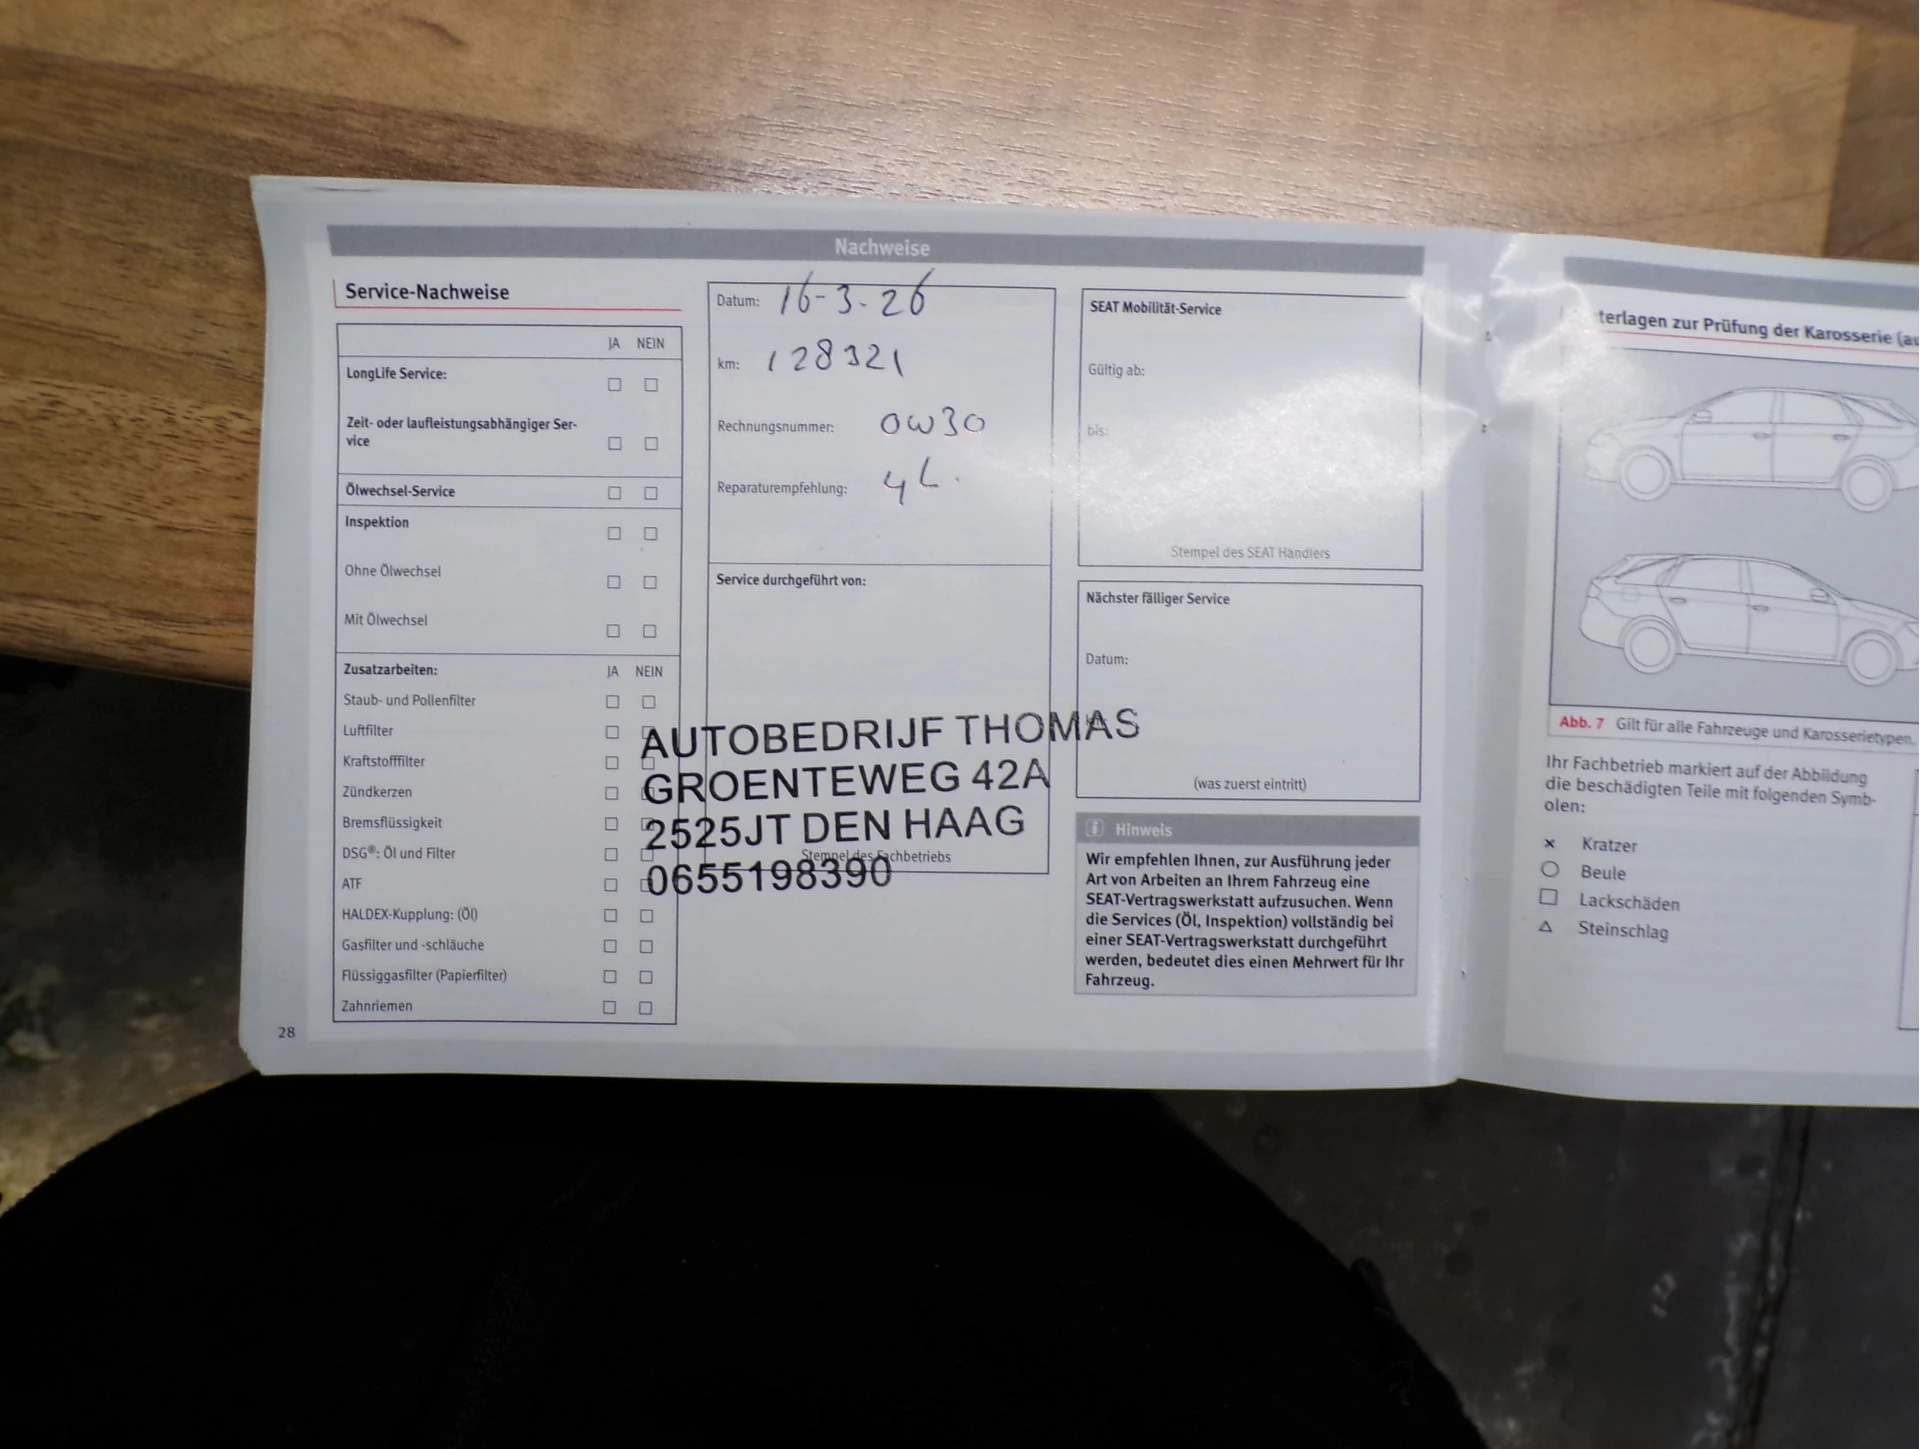 Nachweise
Service-Nachweise
JA NEIN
LongLife Service:
Zeit- oder laufleistungsabhängiger Ser-
vice
Ölwechsel-Service
Inspektion
Ohne Ölwechsel
Mit Ölwechsel
Zusatzarbeiten: JA NEIN
Staub- und Pollenfilter
Luftfilter
Kraftstofffilter
Zündkerzen
Bremsflüssigkeit
DSG®: Öl und Filter
ATF
HALDEX-Kupplung: (Öl)
Gasfilter und -schläuche
Flüssiggasfilter (Papierfilter)
Zahnriemen
28
Datum: 16-3-26
km: 128321
Rechnungsnummer: 0W30
Reparaturempfehlung: 4L.
Service durchgeführt von:
AUTOBEDRIJF THOMAS
GROENTEWEG 42A
2525JT DEN HAAG
Stempel des Fachbetriebs
0655198390
SEAT Mobilität-Service
Gültig ab:
bis:
Stempel des SEAT Händlers
Nächster fälliger Service
Datum:
(was zuerst eintritt)
Hinweis
Wir empfehlen Ihnen, zur Ausführung jeder
Art von Arbeiten an Ihrem Fahrzeug eine
SEAT-Vertragswerkstatt aufzusuchen. Wenn
die Services (Öl, Inspektion) vollständig bei
einer SEAT-Vertragswerkstatt durchgeführt
werden, bedeutet dies einen Mehrwert für Ihr
Fahrzeug.
zur Prüfung der Karosserie
Abb. 7 Gilt für alle Fahrzeuge und Karosserietypen.
Ihr Fachbetrieb markiert auf der Abbildung
die beschädigten Teile mit folgenden Symb-
olen:
× Kratzer
○ Beule
□ Lackschäden
△ Steinschlag